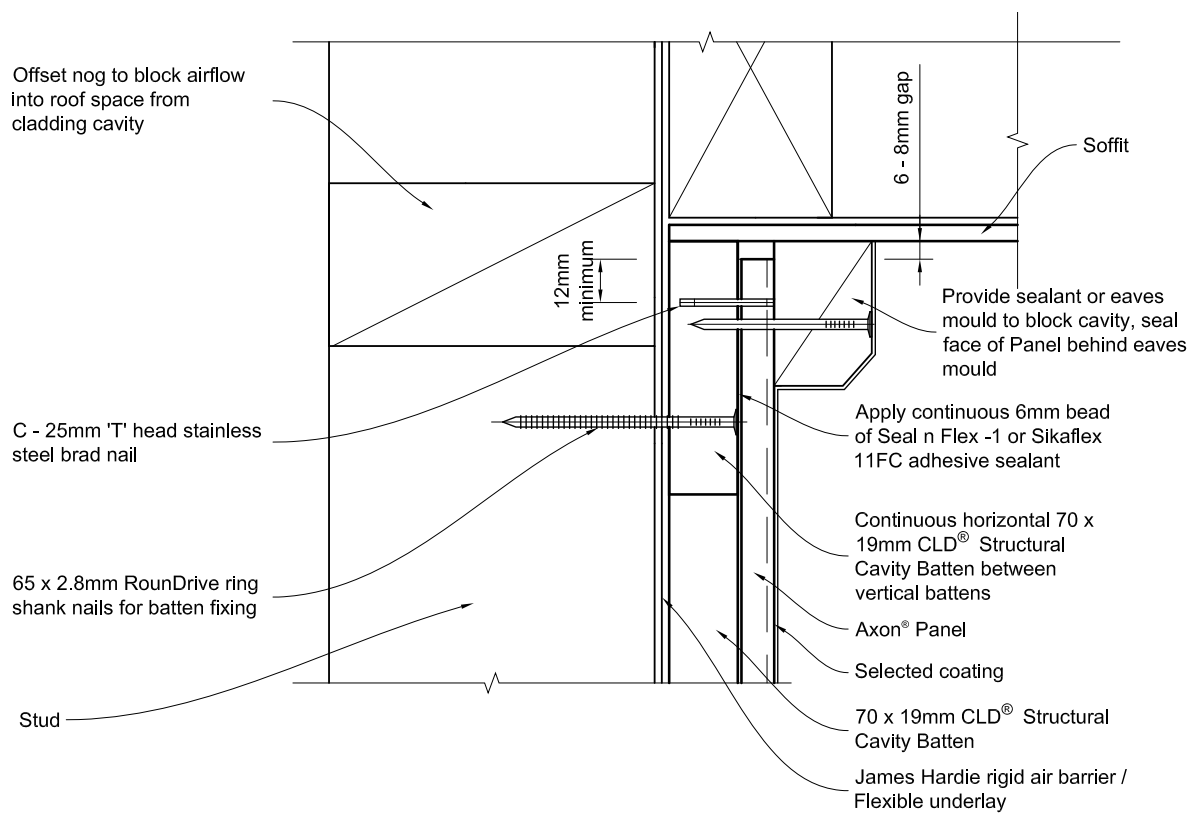 Offset nog to block airflow
into roof space from
cladding cavity
6 - 8mm gap
Soffit
12mm
minimum
Provide sealant or eaves
mould to block cavity, seal
face of Panel behind eaves
mould
C - 25mm 'T' head stainless
steel brad nail
Apply continuous 6mm bead
of Seal n Flex -1 or Sikaflex
11FC adhesive sealant
Continuous horizontal 70 x
19mm CLD® Structural
Cavity Batten between
vertical battens
65 x 2.8mm RounDrive ring
shank nails for batten fixing
Axon® Panel
Selected coating
Stud
70 x 19mm CLD® Structural
Cavity Batten
James Hardie rigid air barrier /
Flexible underlay